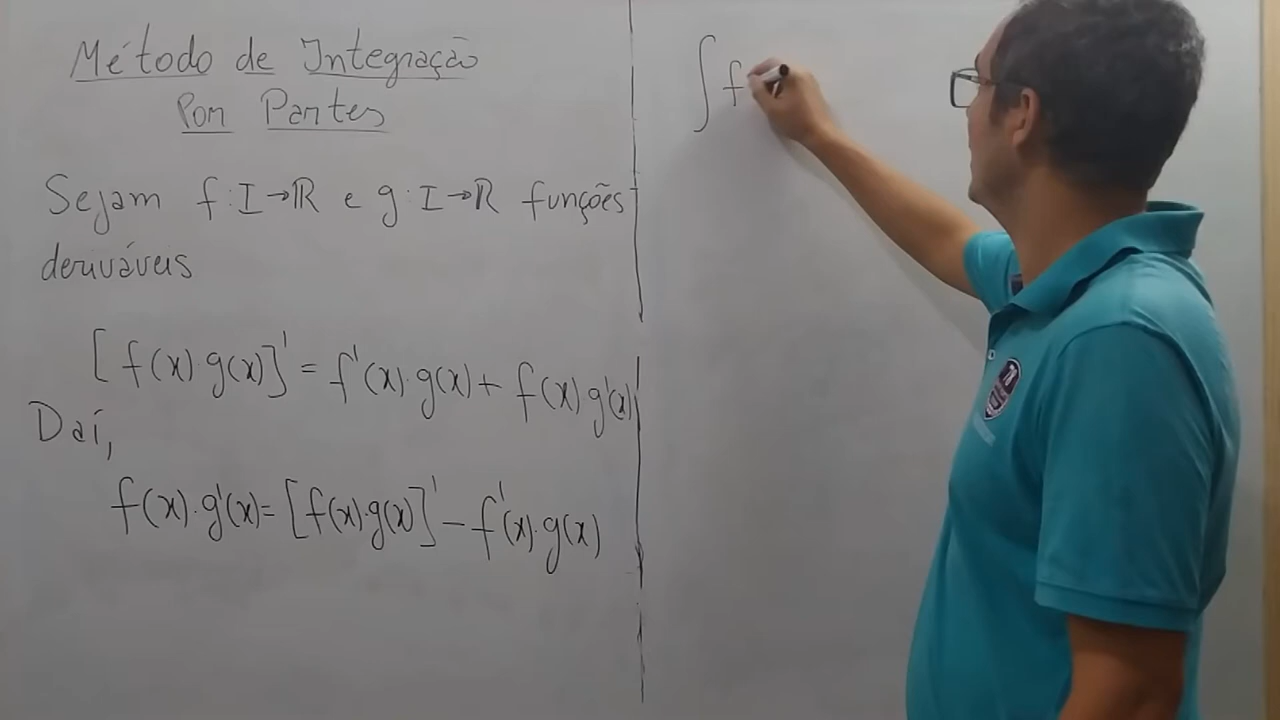 Método de Integração
Por Partes
Sejam f: I→ℝ e g: I→ℝ funções
deriváveis
[f(x)·g(x)]' = f'(x)·g(x) + f(x)·g'(x)
Daí,
f(x)·g'(x) = [f(x)·g(x)]' − f'(x)·g(x)
∫ f